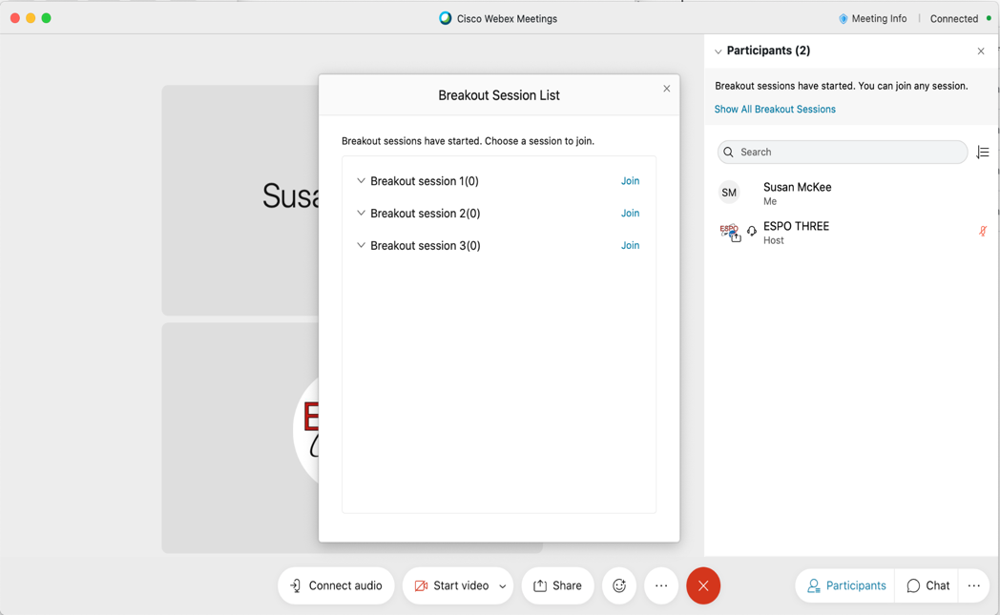 Cisco Webex Meetings
Meeting Info
Connected
Participants (2)
Breakout sessions have started. You can join any session.
Show All Breakout Sessions
Search
SM
Susan McKee
Me
ESPO
ESPO THREE
Host
Breakout Session List
Breakout sessions have started. Choose a session to join.
Breakout session 1(0) Join
Breakout session 2(0) Join
Breakout session 3(0) Join
Connect audio
Start video
Share
Participants
Chat